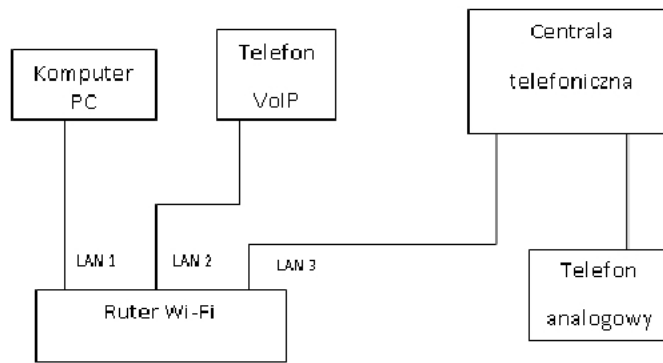 Komputer
PC
Telefon
VoIP
Centrala
telefoniczna
LAN 1
LAN 2
LAN 3
Ruter Wi-Fi
Telefon
analogowy